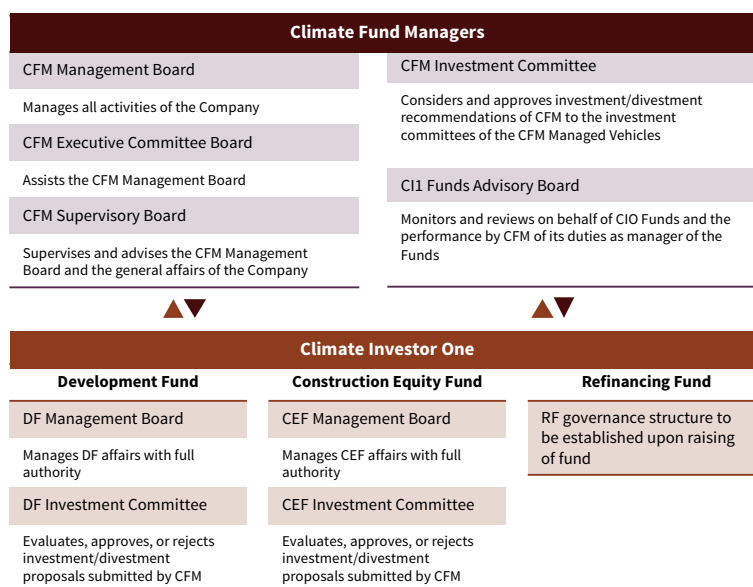 Climate Fund Managers
CFM Management Board
Manages all activities of the Company
CFM Executive Committee Board
Assists the CFM Management Board
CFM Supervisory Board
Supervises and advises the CFM Management
Board and the general affairs of the Company
CFM Investment Committee
Considers and approves investment/divestment
recommendations of CFM to the investment
committees of the CFM Managed Vehicles
CI1 Funds Advisory Board
Monitors and reviews on behalf of CIO Funds and the
performance by CFM of its duties as manager of the
Funds
Climate Investor One
Development Fund
DF Management Board
Manages DF affairs with full
authority
DF Investment Committee
Evaluates, approves, or rejects
investment/divestment
proposals submitted by CFM
Construction Equity Fund
CEF Management Board
Manages CEF affairs with full
authority
CEF Investment Committee
Evaluates, approves, or rejects
investment/divestment
proposals submitted by CFM
Refinancing Fund
RF governance structure to
be established upon raising
of fund